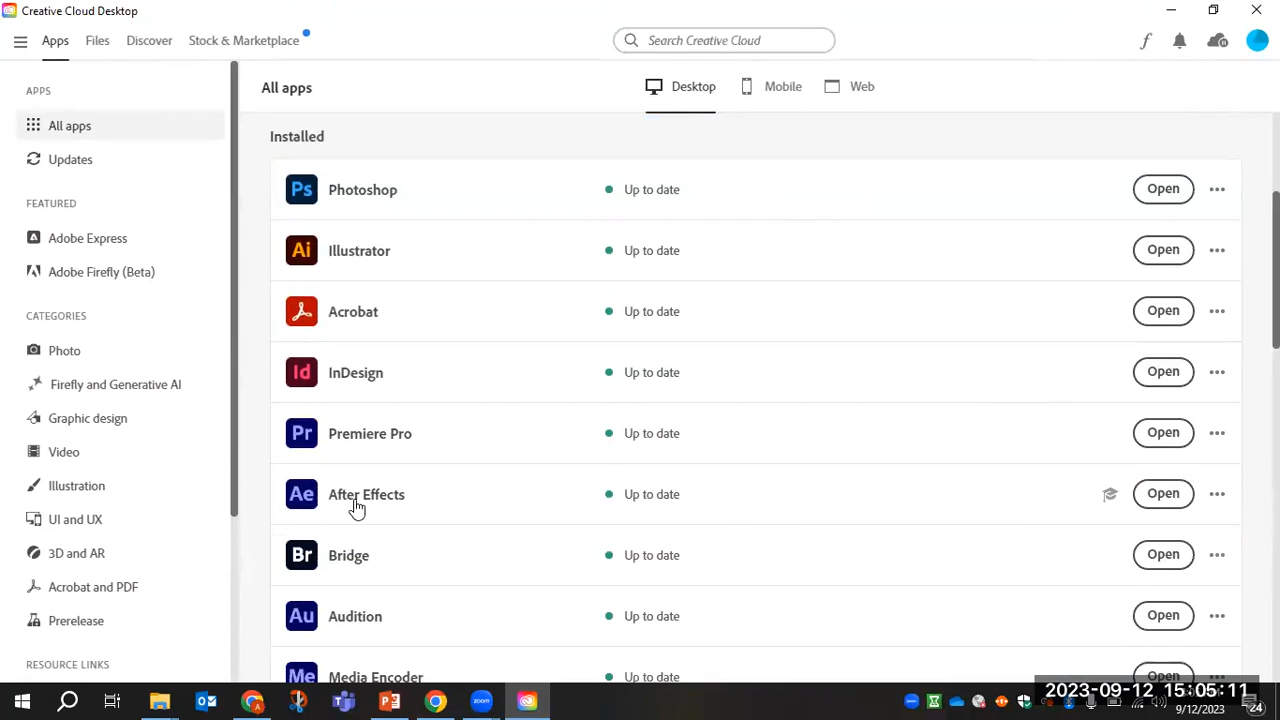 Creative Cloud Desktop
Apps Files Discover Stock & Marketplace Search Creative Cloud
APPS
All apps
Updates
FEATURED
Adobe Express
Adobe Firefly (Beta)
CATEGORIES
Photo
Firefly and Generative AI
Graphic design
Video
Illustration
UI and UX
3D and AR
Acrobat and PDF
Prerelease
RESOURCE LINKS
All apps Desktop Mobile Web
Installed
Ps Photoshop Up to date Open
Ai Illustrator Up to date Open
Acrobat Up to date Open
Id InDesign Up to date Open
Pr Premiere Pro Up to date Open
Ae After Effects Up to date Open
Br Bridge Up to date Open
Au Audition Up to date Open
Me Media Encoder Up to date Open
zoom
2023-09-12 15:05:11
9/12/2023 24